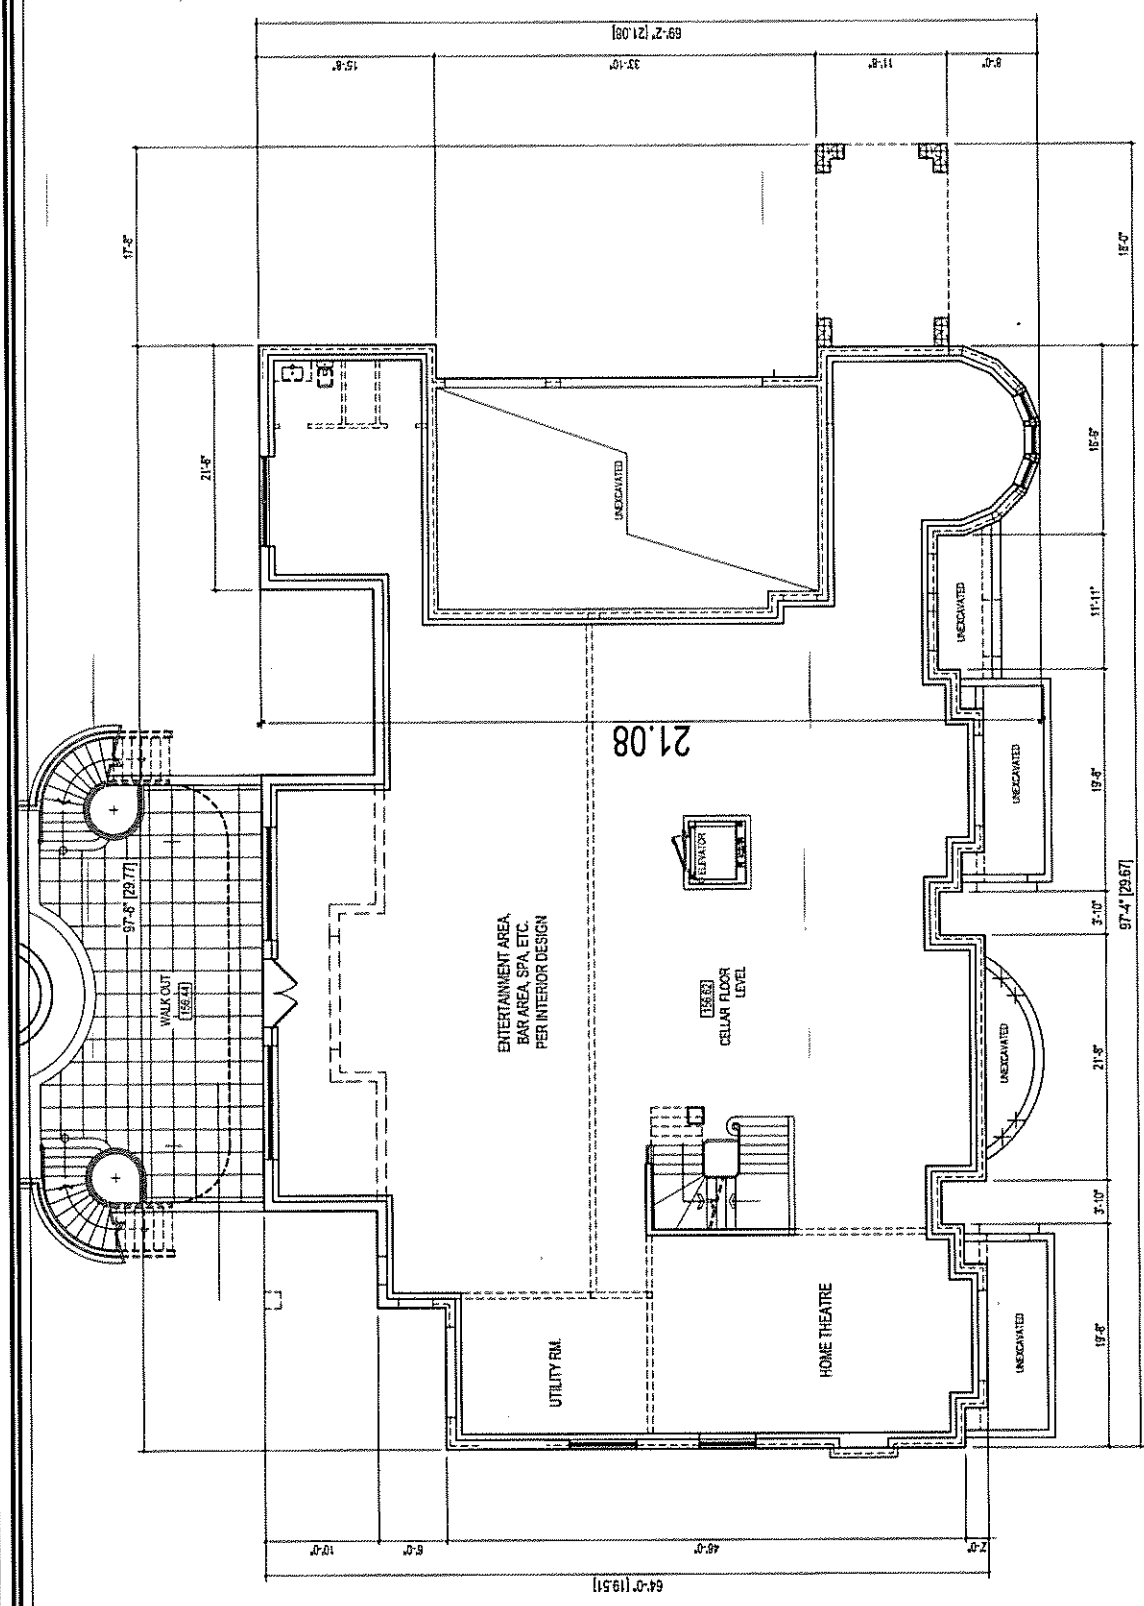 69'-2" [21.08]
15'-8"
33'-10"
11'-8"
8'-0"
17'-8"
18'-0"
21'-6"
UNEXCAVATED
UNEXCAVATED
11'-11"
21.08
UNEXCAVATED
19'-8"
ELEVATOR
97'-8" [29.77]
WALK OUT
156.44
ENTERTAINMENT AREA,
BAR AREA, SPA, ETC.
PER INTERIOR DESIGN
156.62
CELLAR FLOOR
LEVEL
3'-10"
97'-4" [29.67]
UNEXCAVATED
21'-8"
3'-10"
UTILITY RM.
HOME THEATRE
UNEXCAVATED
19'-8"
10'-0"
6'-0"
46'-0"
2'-0"
64'-0" [19.51]